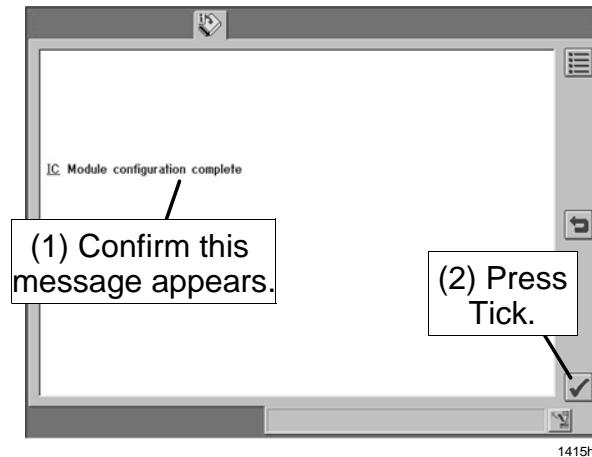 IC Module configuration complete
(1) Confirm this
message appears.
(2) Press
Tick.
1415h